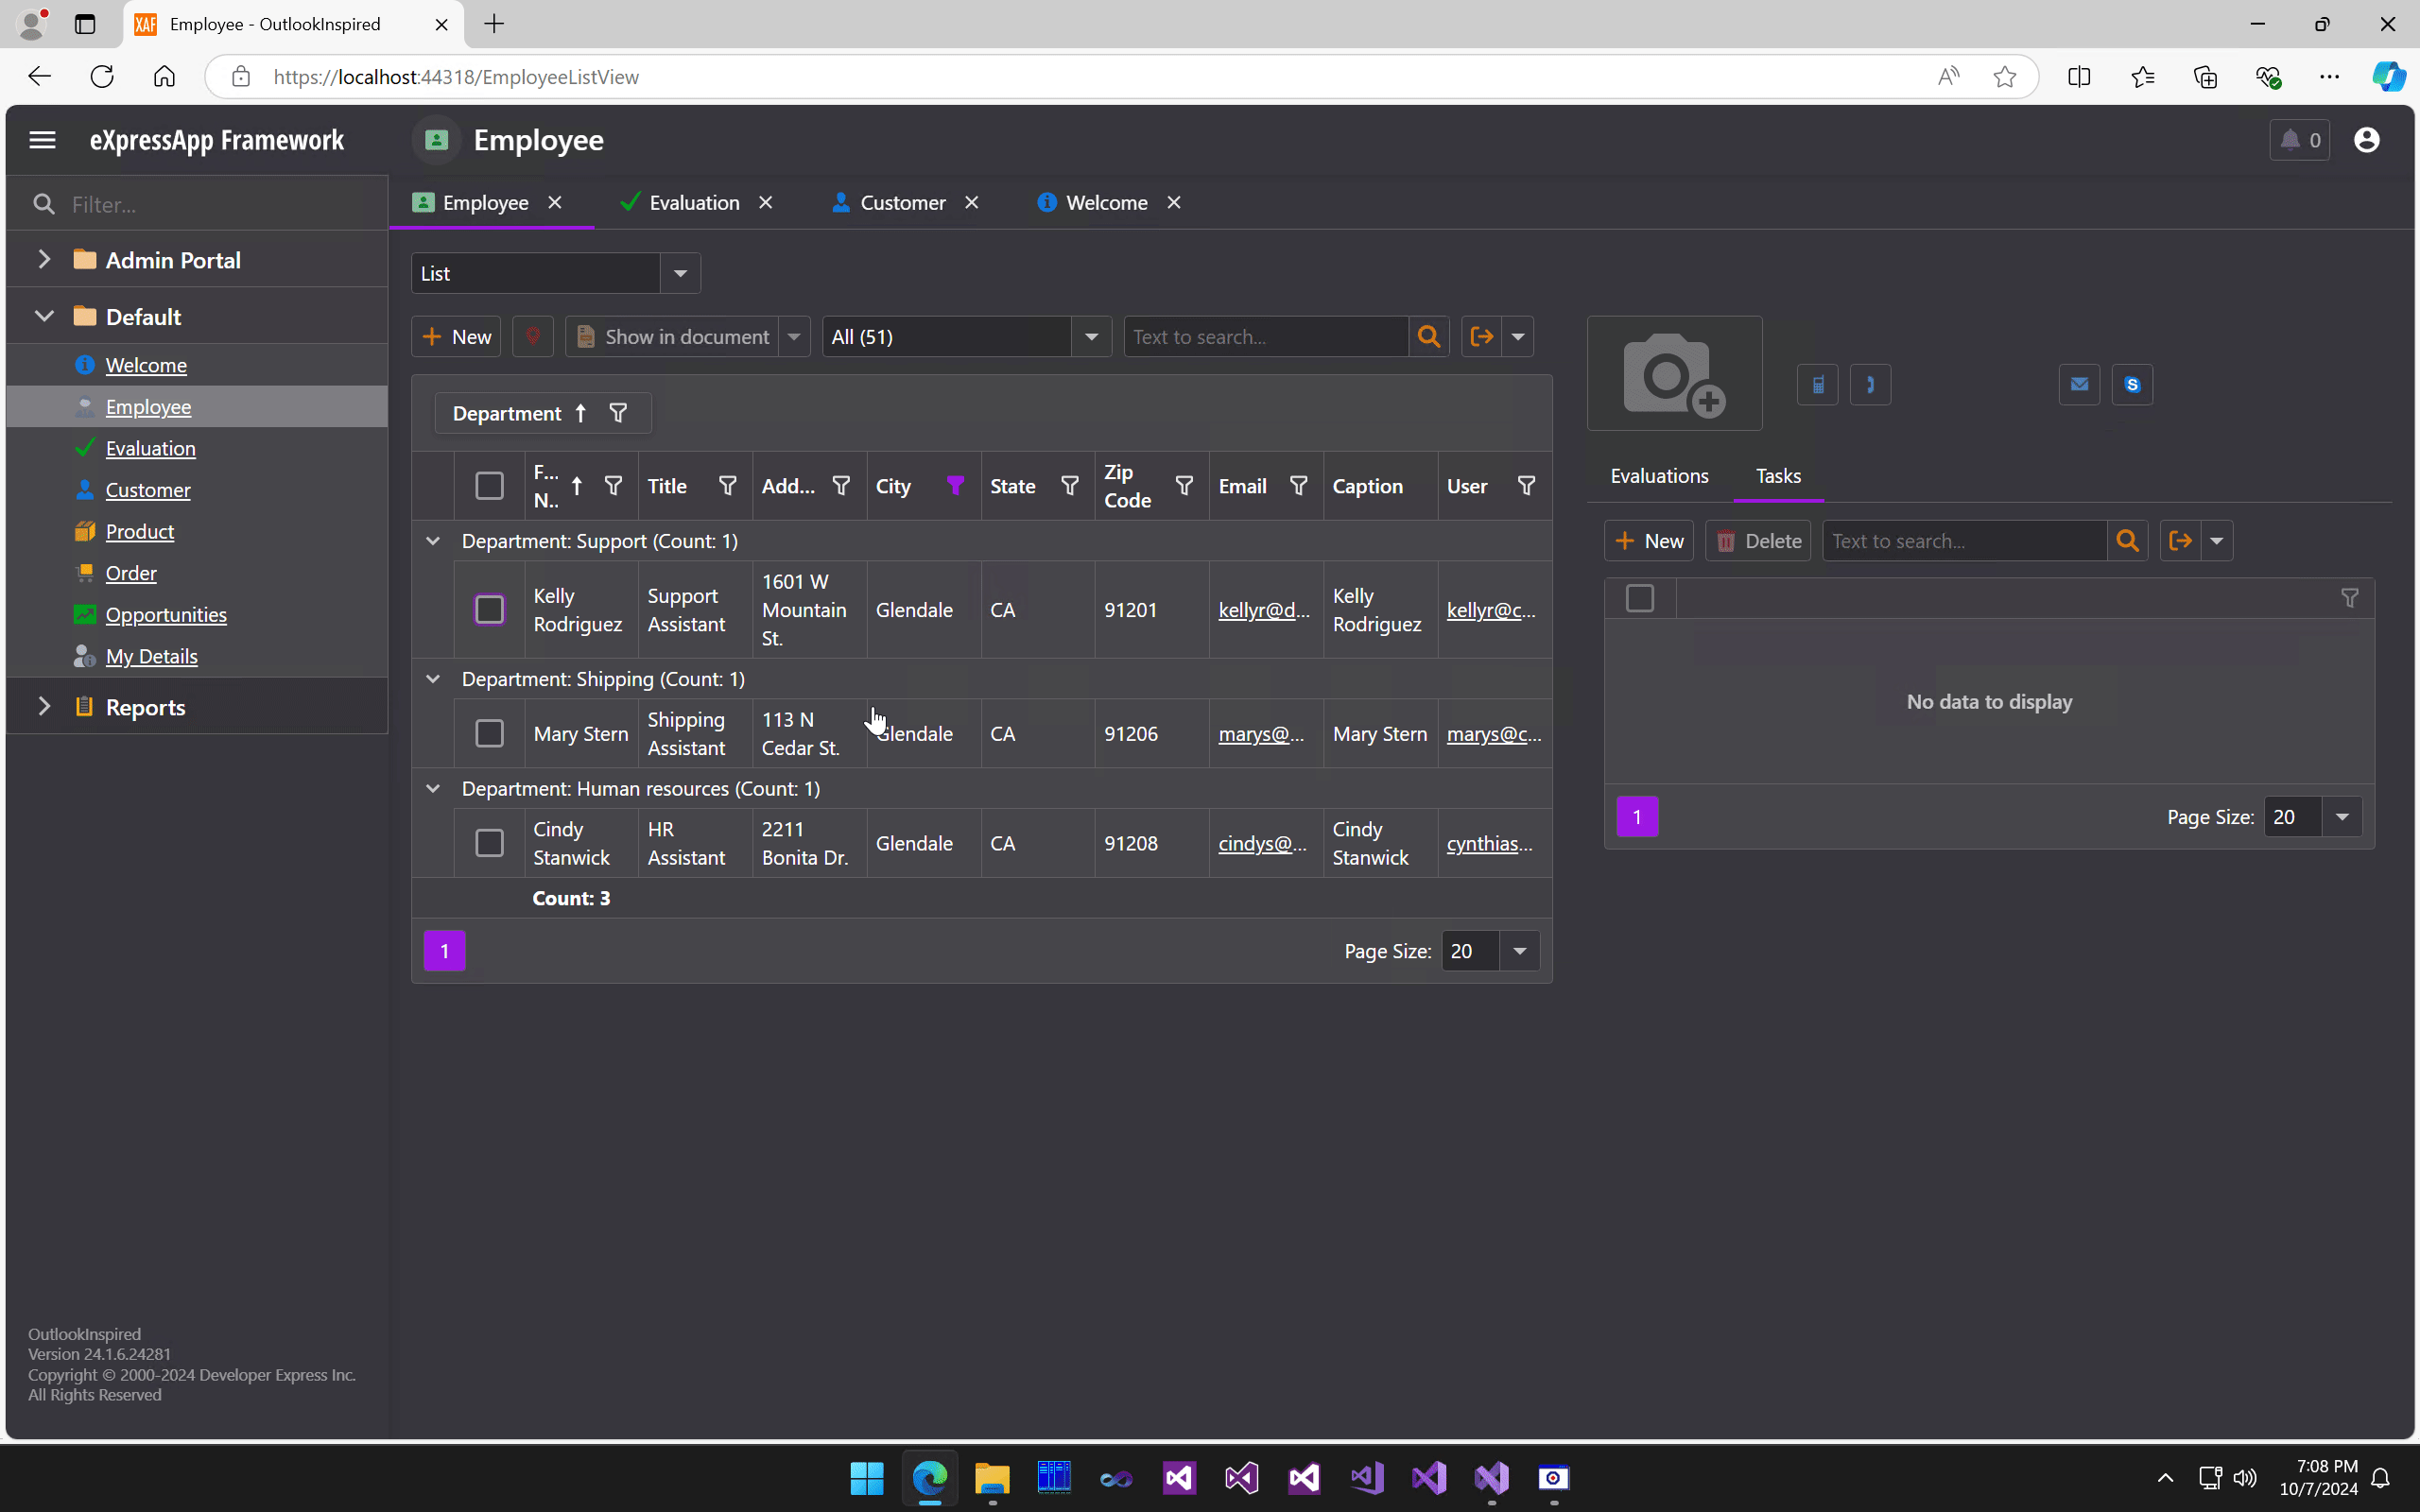 XAF Employee - OutlookInspired
https://localhost:44318/EmployeeListView
eXpressApp Framework
Employee
0
Filter...
Employee Evaluation Customer Welcome
Admin Portal
Default
Welcome
Employee
Evaluation
Customer
Product
Order
Opportunities
My Details
Reports
List
New Show in document All (51) Text to search...
Department
F... N.. Title Add... City State Zip Code Email Caption User
Department: Support (Count: 1)
Kelly Rodriguez Support Assistant 1601 W Mountain St. Glendale CA 91201 kellyr@d... Kelly Rodriguez kellyr@c...
Department: Shipping (Count: 1)
Mary Stern Shipping Assistant 113 N Cedar St. Glendale CA 91206 marys@... Mary Stern marys@c...
Department: Human resources (Count: 1)
Cindy Stanwick HR Assistant 2211 Bonita Dr. Glendale CA 91208 cindys@... Cindy Stanwick cynthias...
Count: 3
1 Page Size: 20
Evaluations Tasks
New Delete Text to search...
No data to display
1 Page Size: 20
OutlookInspired
Version 24.1.6.24281
Copyright © 2000-2024 Developer Express Inc.
All Rights Reserved
7:08 PM
10/7/2024